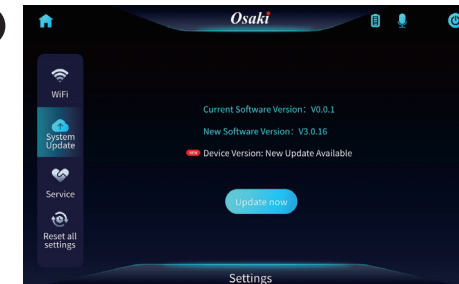 Osaki
WiFi
System
Update
Service
Reset all
settings
Current Software Version: V0.0.1
New Software Version: V3.0.16
NEW Device Version: New Update Available
Update now
Settings